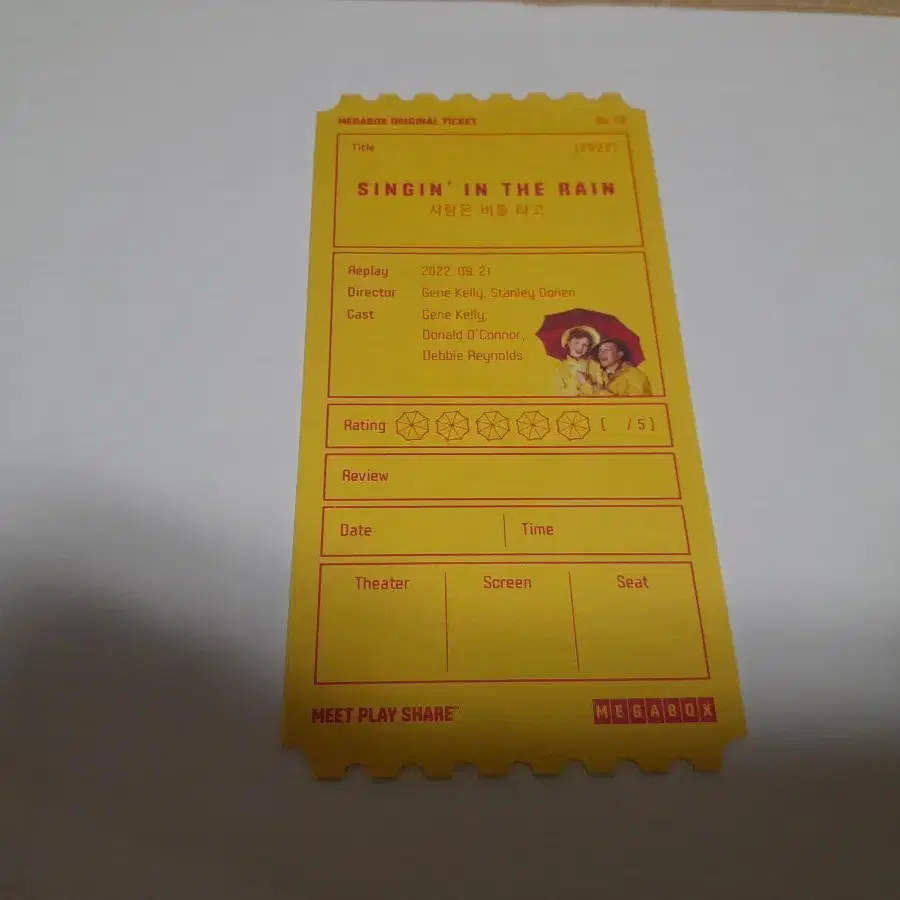 MEGABOX ORIGINAL TICKET
Title
SINGIN' IN THE RAIN
사랑은 비를 타고
Replay 2022. 09. 21
Director Gene Kelly, Stanley Donen
Cast Gene Kelly,
Donald O'Connor,
Debbie Reynolds
Rating [ / 5 ]
Review
Date Time
Theater Screen Seat
MEET PLAY SHARE™ MEGABOX